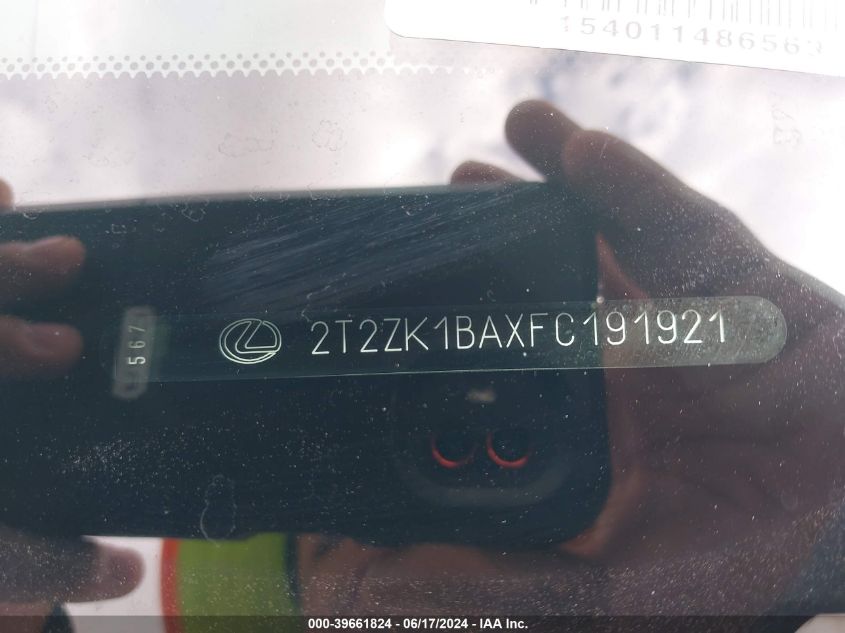 154011486563
567
2T2ZK1BAXFC191921
000-39661824 - 06/17/2024 - IAA Inc.